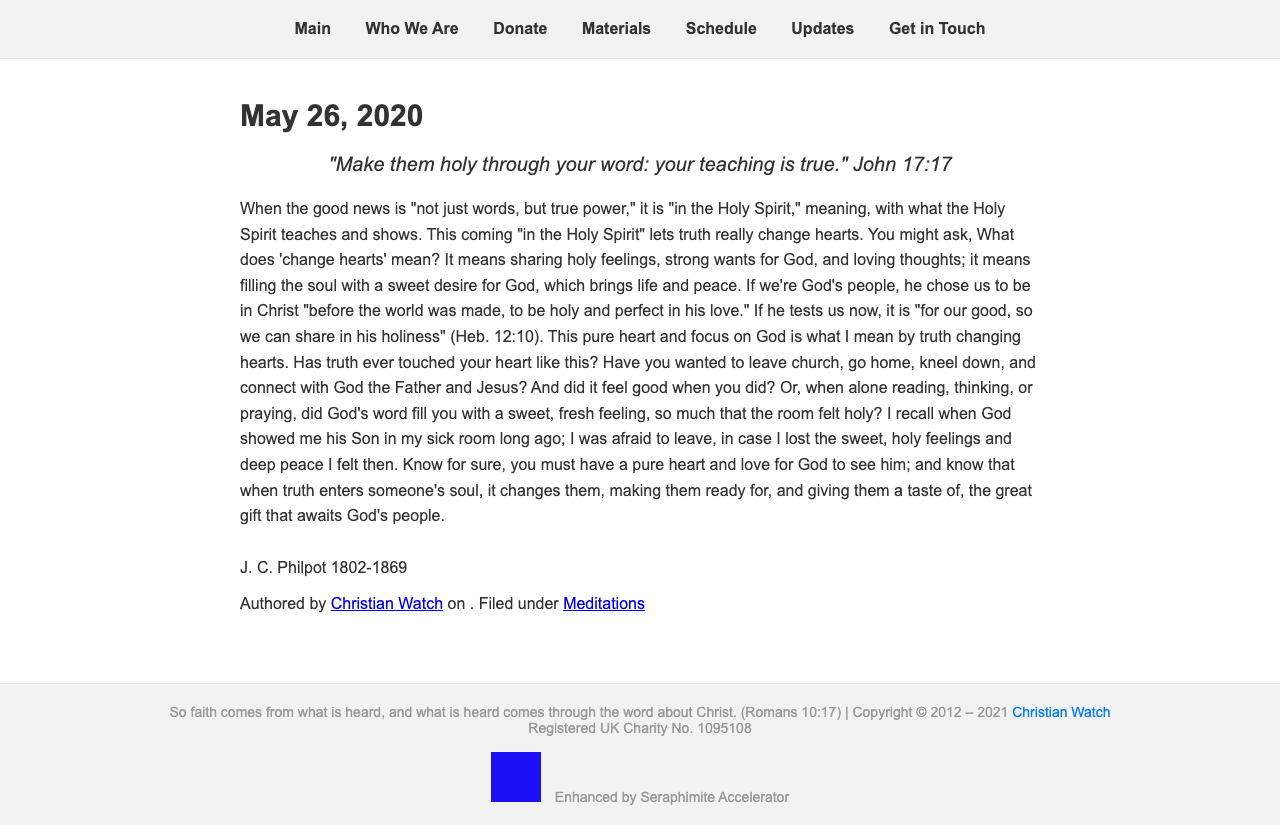 Main Who We Are Donate Materials Schedule Updates Get in Touch
May 26, 2020
"Make them holy through your word: your teaching is true." John 17:17
When the good news is "not just words, but true power," it is "in the Holy Spirit," meaning, with what the Holy
Spirit teaches and shows. This coming "in the Holy Spirit" lets truth really change hearts. You might ask, What
does 'change hearts' mean? It means sharing holy feelings, strong wants for God, and loving thoughts; it means
filling the soul with a sweet desire for God, which brings life and peace. If we're God's people, he chose us to be
in Christ "before the world was made, to be holy and perfect in his love." If he tests us now, it is "for our good, so
we can share in his holiness" (Heb. 12:10). This pure heart and focus on God is what I mean by truth changing
hearts. Has truth ever touched your heart like this? Have you wanted to leave church, go home, kneel down, and
connect with God the Father and Jesus? And did it feel good when you did? Or, when alone reading, thinking, or
praying, did God's word fill you with a sweet, fresh feeling, so much that the room felt holy? I recall when God
showed me his Son in my sick room long ago; I was afraid to leave, in case I lost the sweet, holy feelings and
deep peace I felt then. Know for sure, you must have a pure heart and love for God to see him; and know that
when truth enters someone's soul, it changes them, making them ready for, and giving them a taste of, the great
gift that awaits God's people.
J. C. Philpot 1802-1869
Authored by Christian Watch on . Filed under Meditations
So faith comes from what is heard, and what is heard comes through the word about Christ. (Romans 10:17) | Copyright © 2012 – 2021 Christian Watch
Registered UK Charity No. 1095108
Enhanced by Seraphimite Accelerator